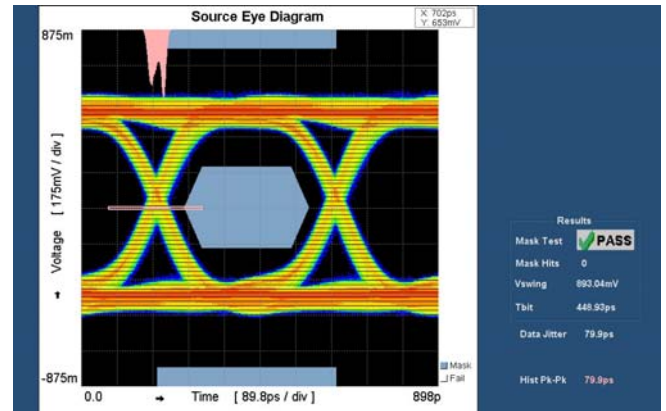 Source Eye Diagram
X: 702ps
Y: 653mV
875m
Voltage [ 175mV / div ]
-875m
0.0
Time [ 89.8ps / div ]
898p
Mask
Fail
Results
Mask Test PASS
Mask Hits 0
Vswing 893.04mV
Tbit 448.93ps
Data Jitter 79.9ps
Hist Pk-Pk 79.9ps